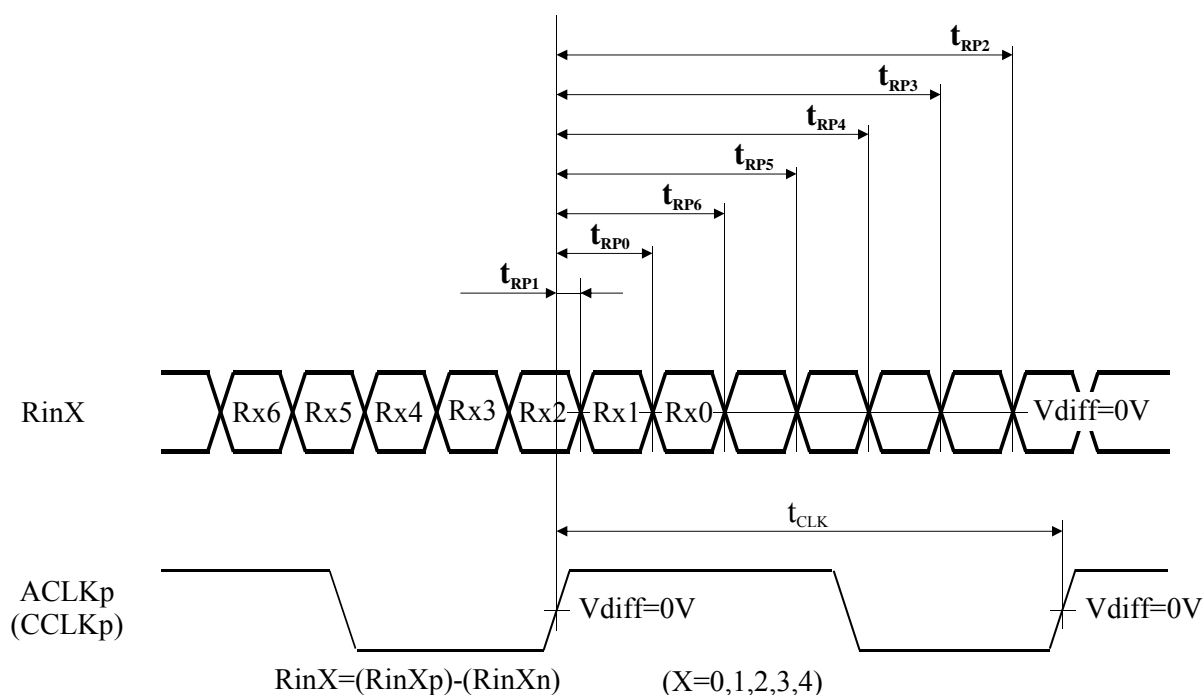 tRP2
tRP3
tRP4
tRP5
tRP6
tRP0
tRP1
RinX Rx6 Rx5 Rx4 Rx3 Rx2 Rx1 Rx0 Vdiff=0V
tCLK
ACLKp
(CCLKp)
Vdiff=0V Vdiff=0V
RinX=(RinXp)-(RinXn) (X=0,1,2,3,4)